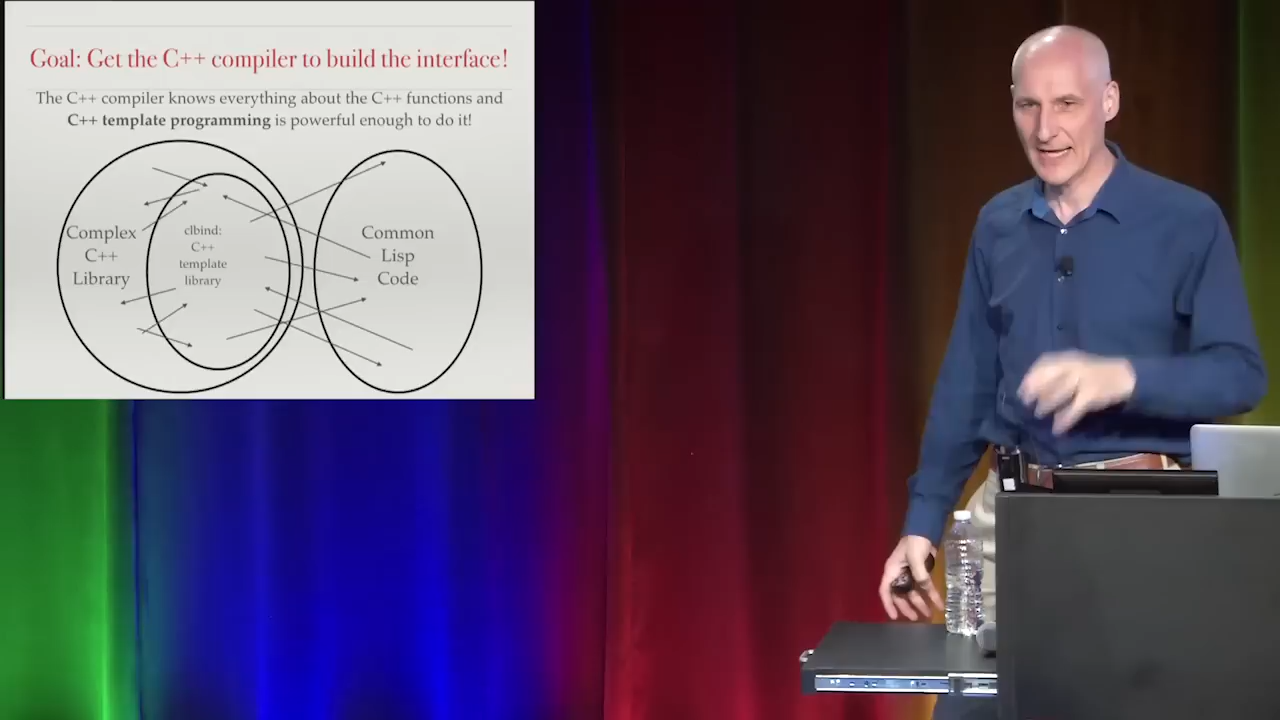 Goal: Get the C++ compiler to build the interface!
The C++ compiler knows everything about the C++ functions and
C++ template programming is powerful enough to do it!
Complex
C++
Library
clbind:
C++
template
library
Common
Lisp
Code